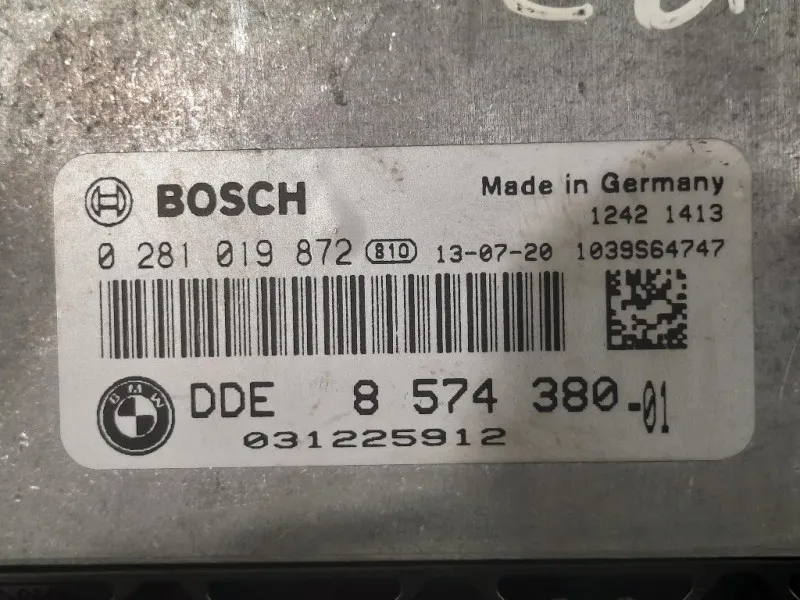 BOSCH
Made in Germany
1242 1413
0 281 019 872 810 13-07-20 1039S64747
BMW
DDE 8 574 380-01
031225912